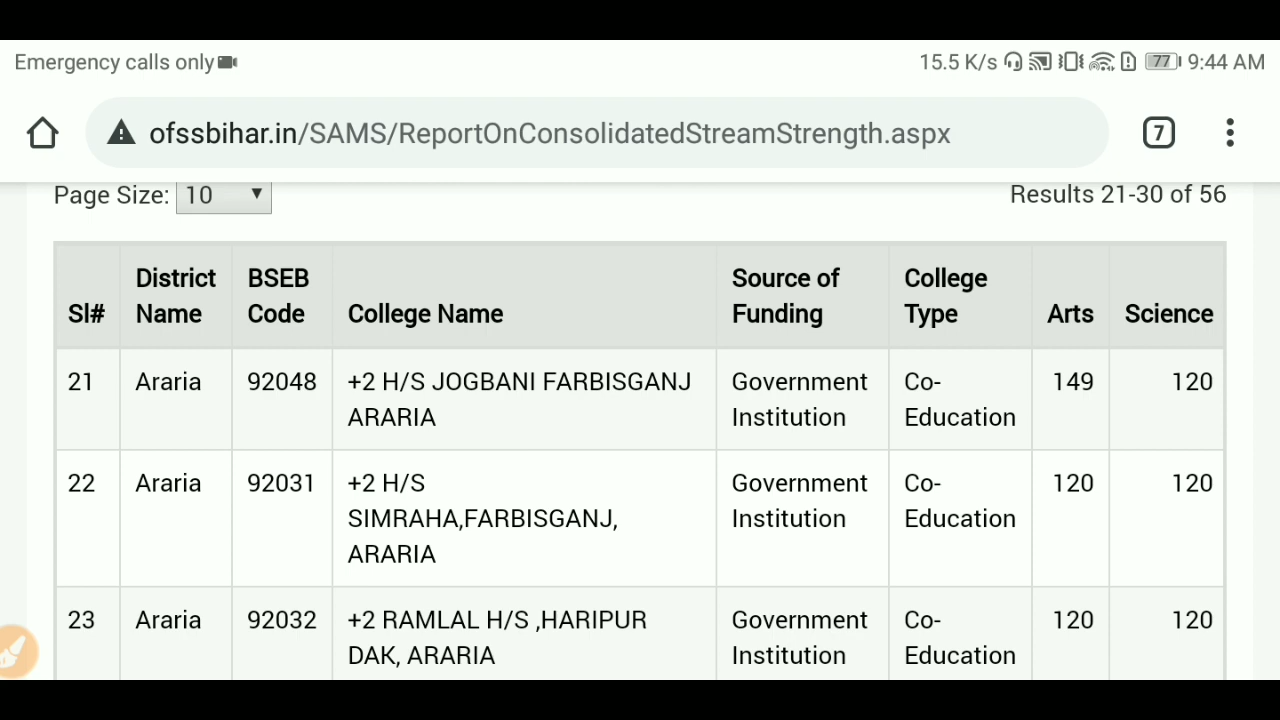 Emergency calls only
15.5 K/s 77 9:44 AM
ofssbihar.in/SAMS/ReportOnConsolidatedStreamStrength.aspx 7
Page Size: 10 Results 21-30 of 56
Sl# District Name BSEB Code College Name Source of Funding College Type Arts Science
21 Araria 92048 +2 H/S JOGBANI FARBISGANJ Government Co- 149 120
ARARIA Institution Education
22 Araria 92031 +2 H/S Government Co- 120 120
SIMRAHA,FARBISGANJ, Institution Education
ARARIA
23 Araria 92032 +2 RAMLAL H/S ,HARIPUR Government Co- 120 120
DAK, ARARIA Institution Education